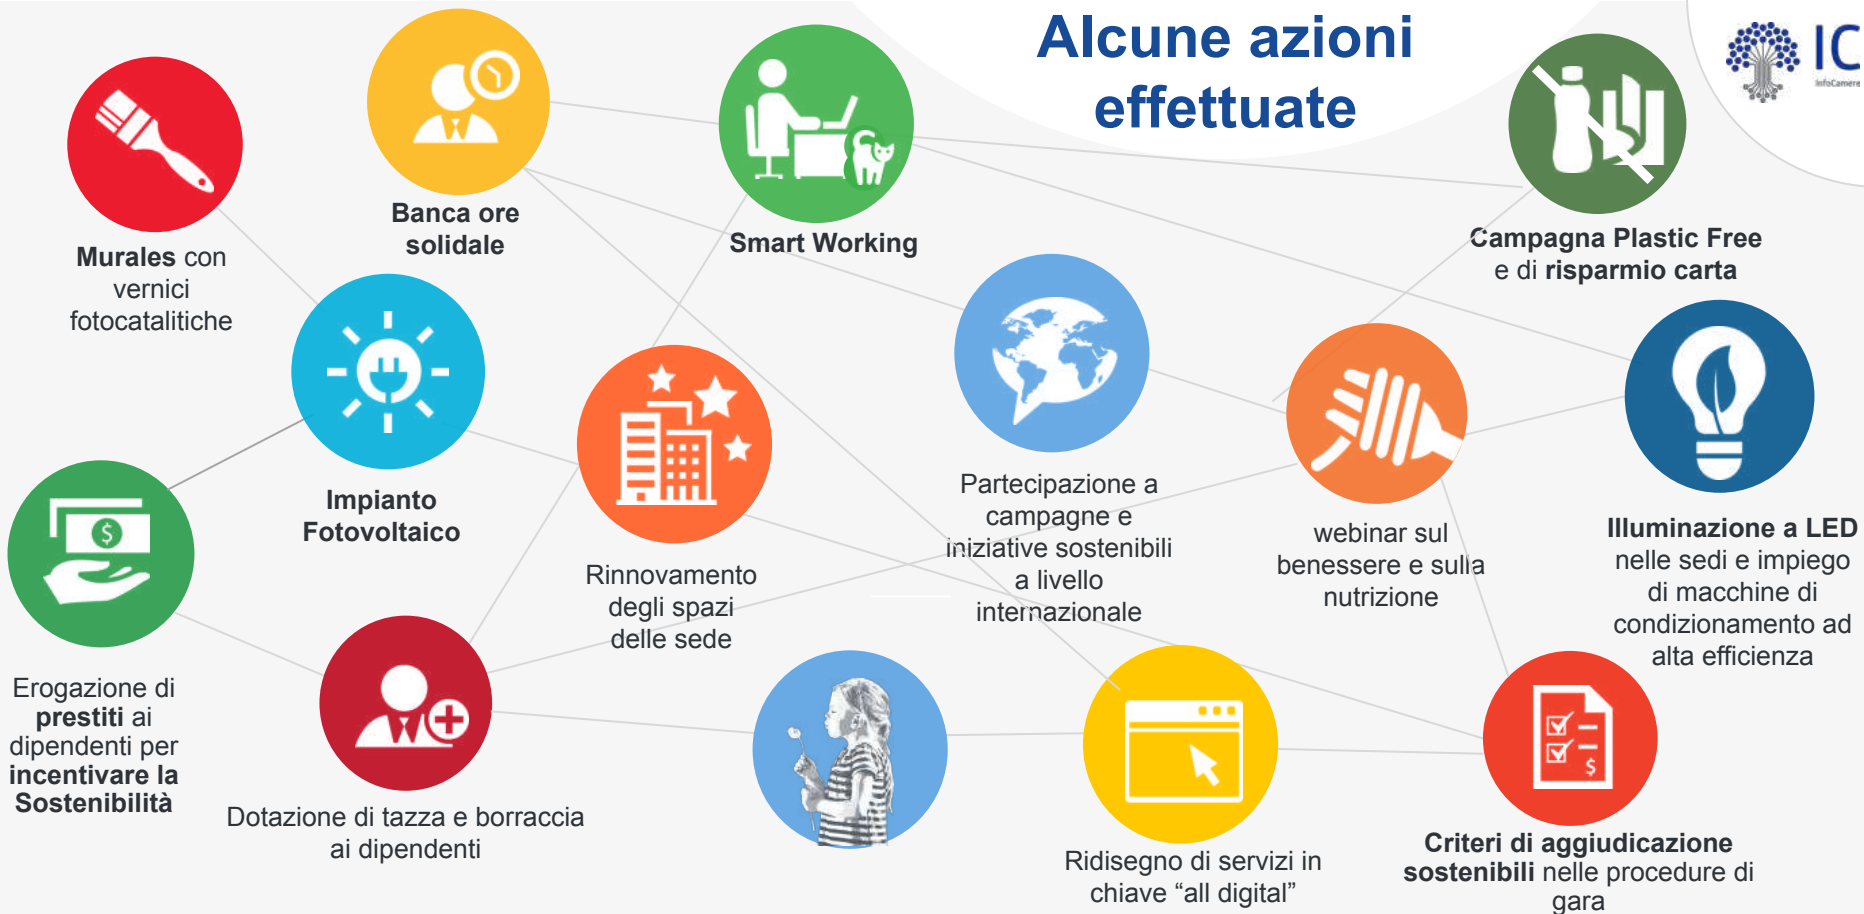 Alcune azioni
effettuate
IC
InfoCamere
Murales con
vernici
fotocatalitiche
Banca ore
solidale
Smart Working
Campagna Plastic Free
e di risparmio carta
Impianto
Fotovoltaico
Rinnovamento
degli spazi
delle sede
Partecipazione a
campagne e
iniziative sostenibili
a livello
internazionale
webinar sul
benessere e sulla
nutrizione
Illuminazione a LED
nelle sedi e impiego
di macchine di
condizionamento ad
alta efficienza
$
Erogazione di
prestiti ai
dipendenti per
incentivare la
Sostenibilità
Dotazione di tazza e borraccia
ai dipendenti
Ridisegno di servizi in
chiave “all digital”
$
Criteri di aggiudicazione
sostenibili nelle procedure di
gara